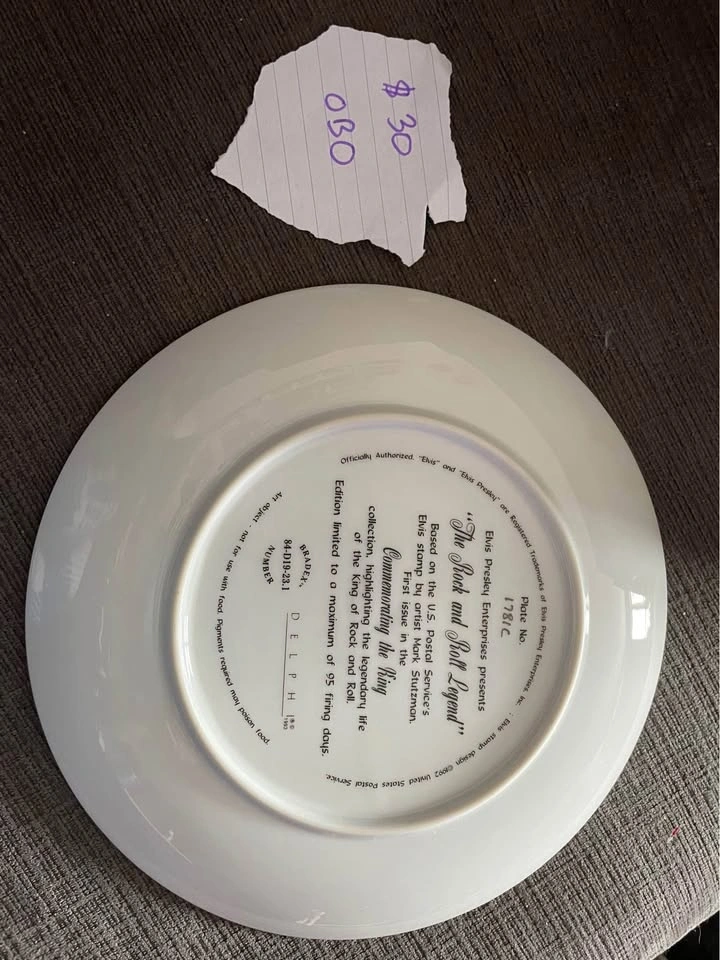 $ 30
OBO
Officially Authorized. "Elvis" and "Elvis Presley" are Registered Trademarks of Elvis Presley Enterprises, Inc. Elvis stamp design ©1992 United States Postal Service.
Plate No.
1781C
Elvis Presley Enterprises presents
"The Rock and Roll Legend"
Based on the U.S. Postal Service's
Elvis stamp by artist Mark Stutzman.
First issue in the
Commemorating the King
collection, highlighting the legendary life
of the King of Rock and Roll.
Edition limited to a maximum of 95 firing days.
BRADEX
84-D19-23.1
NUMBER
DELPHI
Art object - not for use with food. Pigments required may poison food.